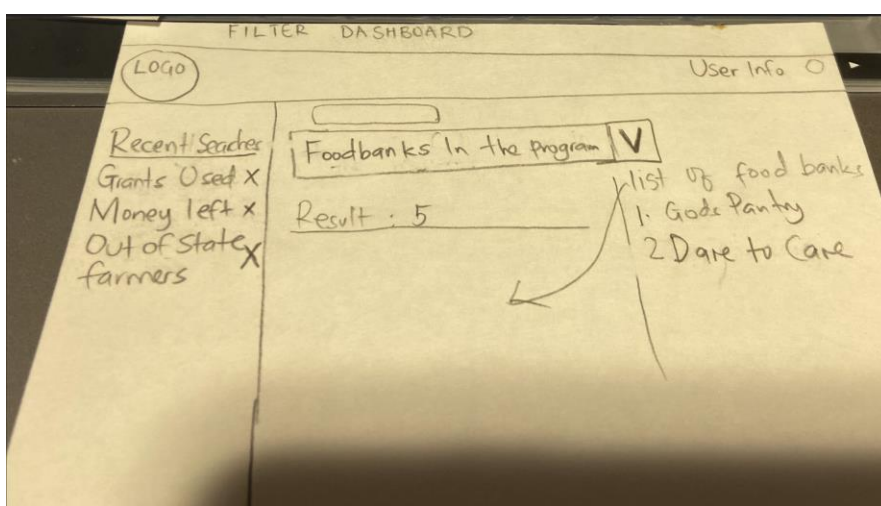 FILTER DASHBOARD
LOGO
User Info
Recent Seaches
Grants Used X
Money left X
Out of State X
farmers
Foodbanks In the program V
Result : 5
list of food banks
1. Gods Pantry
2 Dare to Care